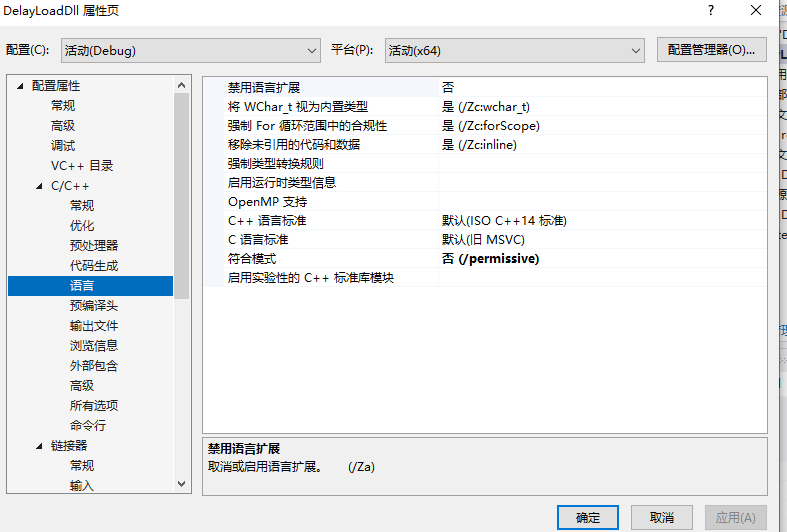 DelayLoadDll 属性页
?
配置(C): 活动(Debug) 平台(P): 活动(x64) 配置管理器(O)...
配置属性
常规
高级
调试
VC++ 目录
C/C++
常规
优化
预处理器
代码生成
语言
预编译头
输出文件
浏览信息
外部包含
高级
所有选项
命令行
链接器
常规
输入
禁用语言扩展 否
将 WChar_t 视为内置类型 是 (/Zc:wchar_t)
强制 For 循环范围中的合规性 是 (/Zc:forScope)
移除未引用的代码和数据 是 (/Zc:inline)
强制类型转换规则
启用运行时类型信息
OpenMP 支持
C++ 语言标准 默认(ISO C++14 标准)
C 语言标准 默认(旧 MSVC)
符合模式 否 (/permissive)
启用实验性的 C++ 标准库模块
禁用语言扩展
取消或启用语言扩展。 (/Za)
确定 取消 应用(A)